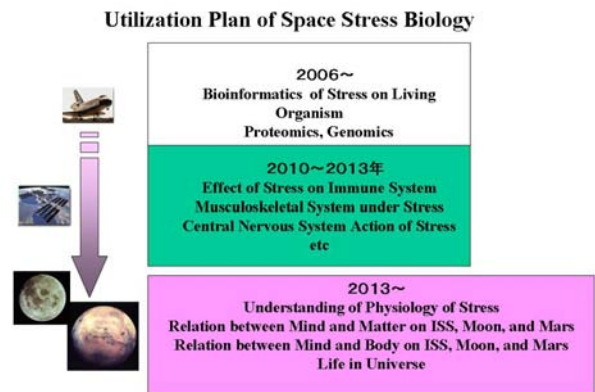 Utilization Plan of Space Stress Biology
2006～
Bioinformatics of Stress on Living
Organism
Proteomics, Genomics
2010～2013年
Effect of Stress on Immune System
Musculoskeletal System under Stress
Central Nervous System Action of Stress
etc
2013～
Understanding of Physiology of Stress
Relation between Mind and Matter on ISS, Moon, and Mars
Relation between Mind and Body on ISS, Moon, and Mars
Life in Universe